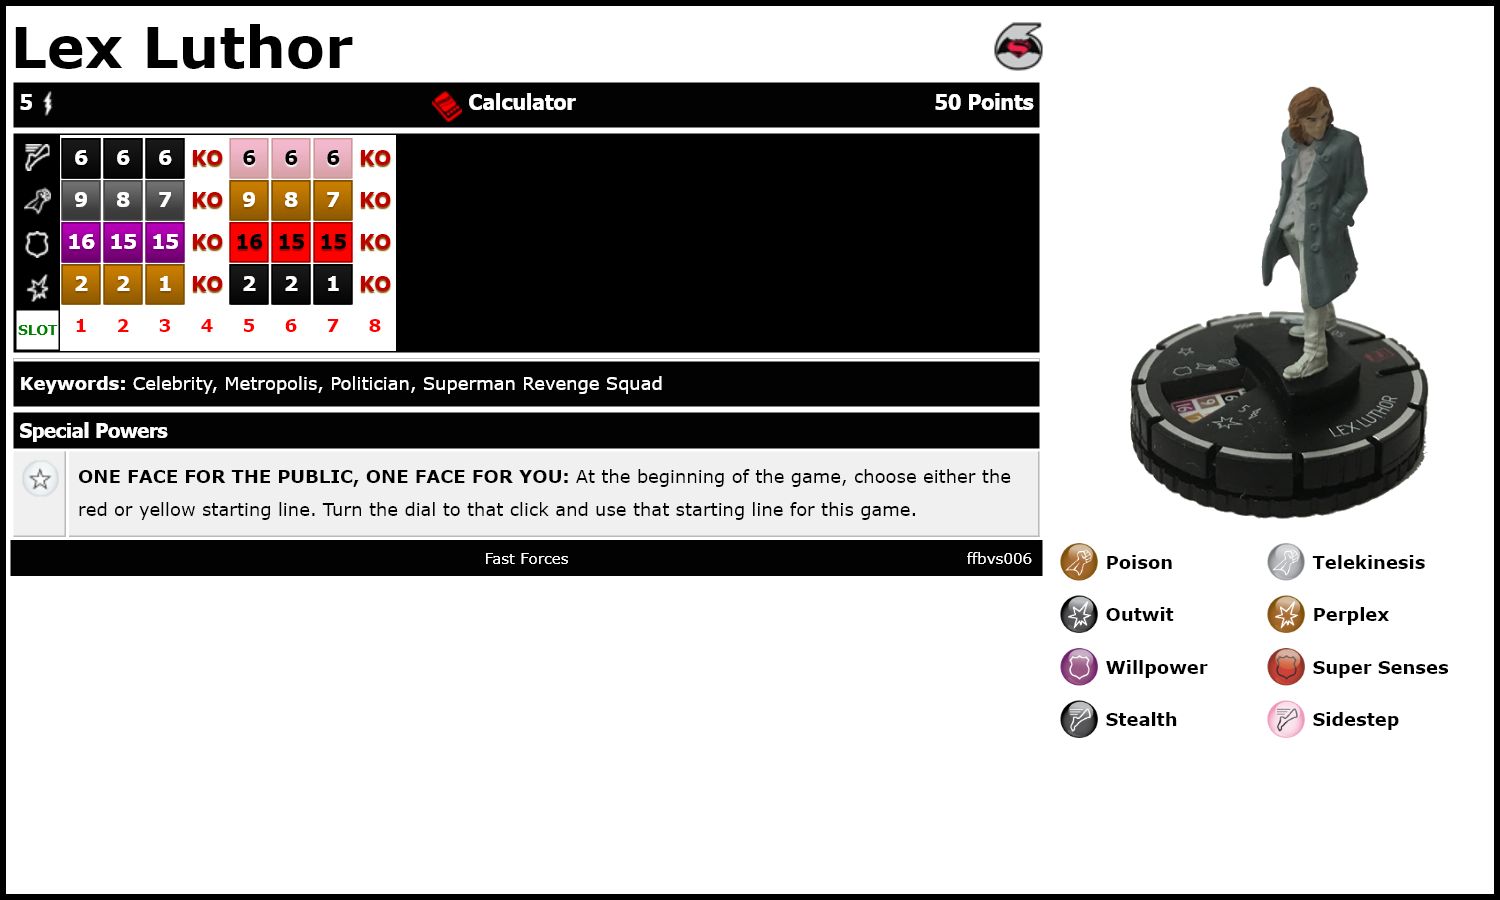 Lex Luthor
5 Calculator 50 Points
6 6 6 KO 6 6 6 KO
9 8 7 KO 9 8 7 KO
16 15 15 KO 16 15 15 KO
2 2 1 KO 2 2 1 KO
SLOT 1 2 3 4 5 6 7 8
Keywords: Celebrity, Metropolis, Politician, Superman Revenge Squad
Special Powers
ONE FACE FOR THE PUBLIC, ONE FACE FOR YOU: At the beginning of the game, choose either the
red or yellow starting line. Turn the dial to that click and use that starting line for this game.
Fast Forces ffbvs006
LEX LUTHOR
5
16 9 6
Poison Telekinesis
Outwit Perplex
Willpower Super Senses
Stealth Sidestep